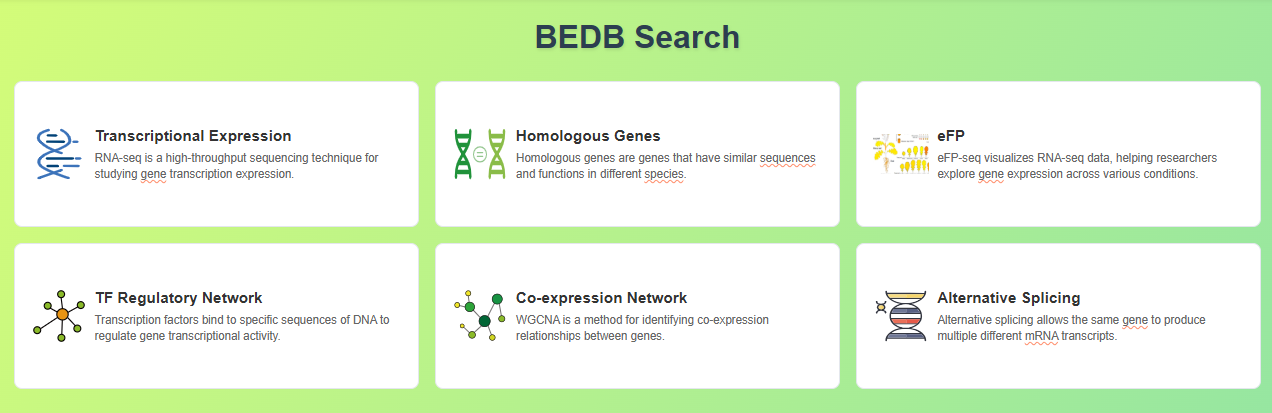 BEDB Search
Transcriptional Expression
RNA-seq is a high-throughput sequencing technique for
studying gene transcription expression.
Homologous Genes
Homologous genes are genes that have similar sequences
and functions in different species.
eFP
eFP-seq visualizes RNA-seq data, helping researchers
explore gene expression across various conditions.
TF Regulatory Network
Transcription factors bind to specific sequences of DNA to
regulate gene transcriptional activity.
Co-expression Network
WGCNA is a method for identifying co-expression
relationships between genes.
Alternative Splicing
Alternative splicing allows the same gene to produce
multiple different mRNA transcripts.